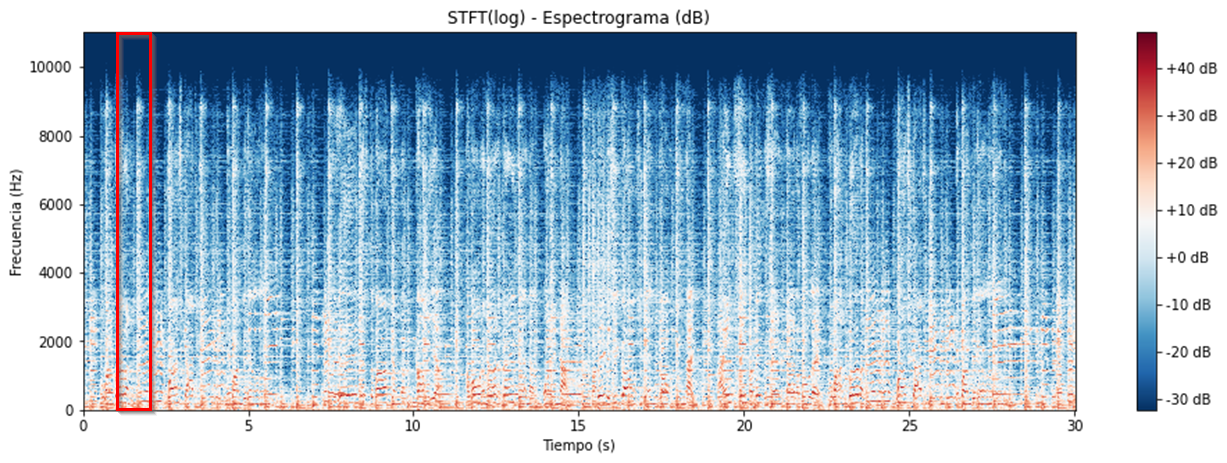 STFT(log) - Espectrograma (dB)
Frecuencia (Hz)
10000
8000
6000
4000
2000
0
0
5
10
15
20
25
30
Tiempo (s)
+40 dB
+30 dB
+20 dB
+10 dB
+0 dB
-10 dB
-20 dB
-30 dB